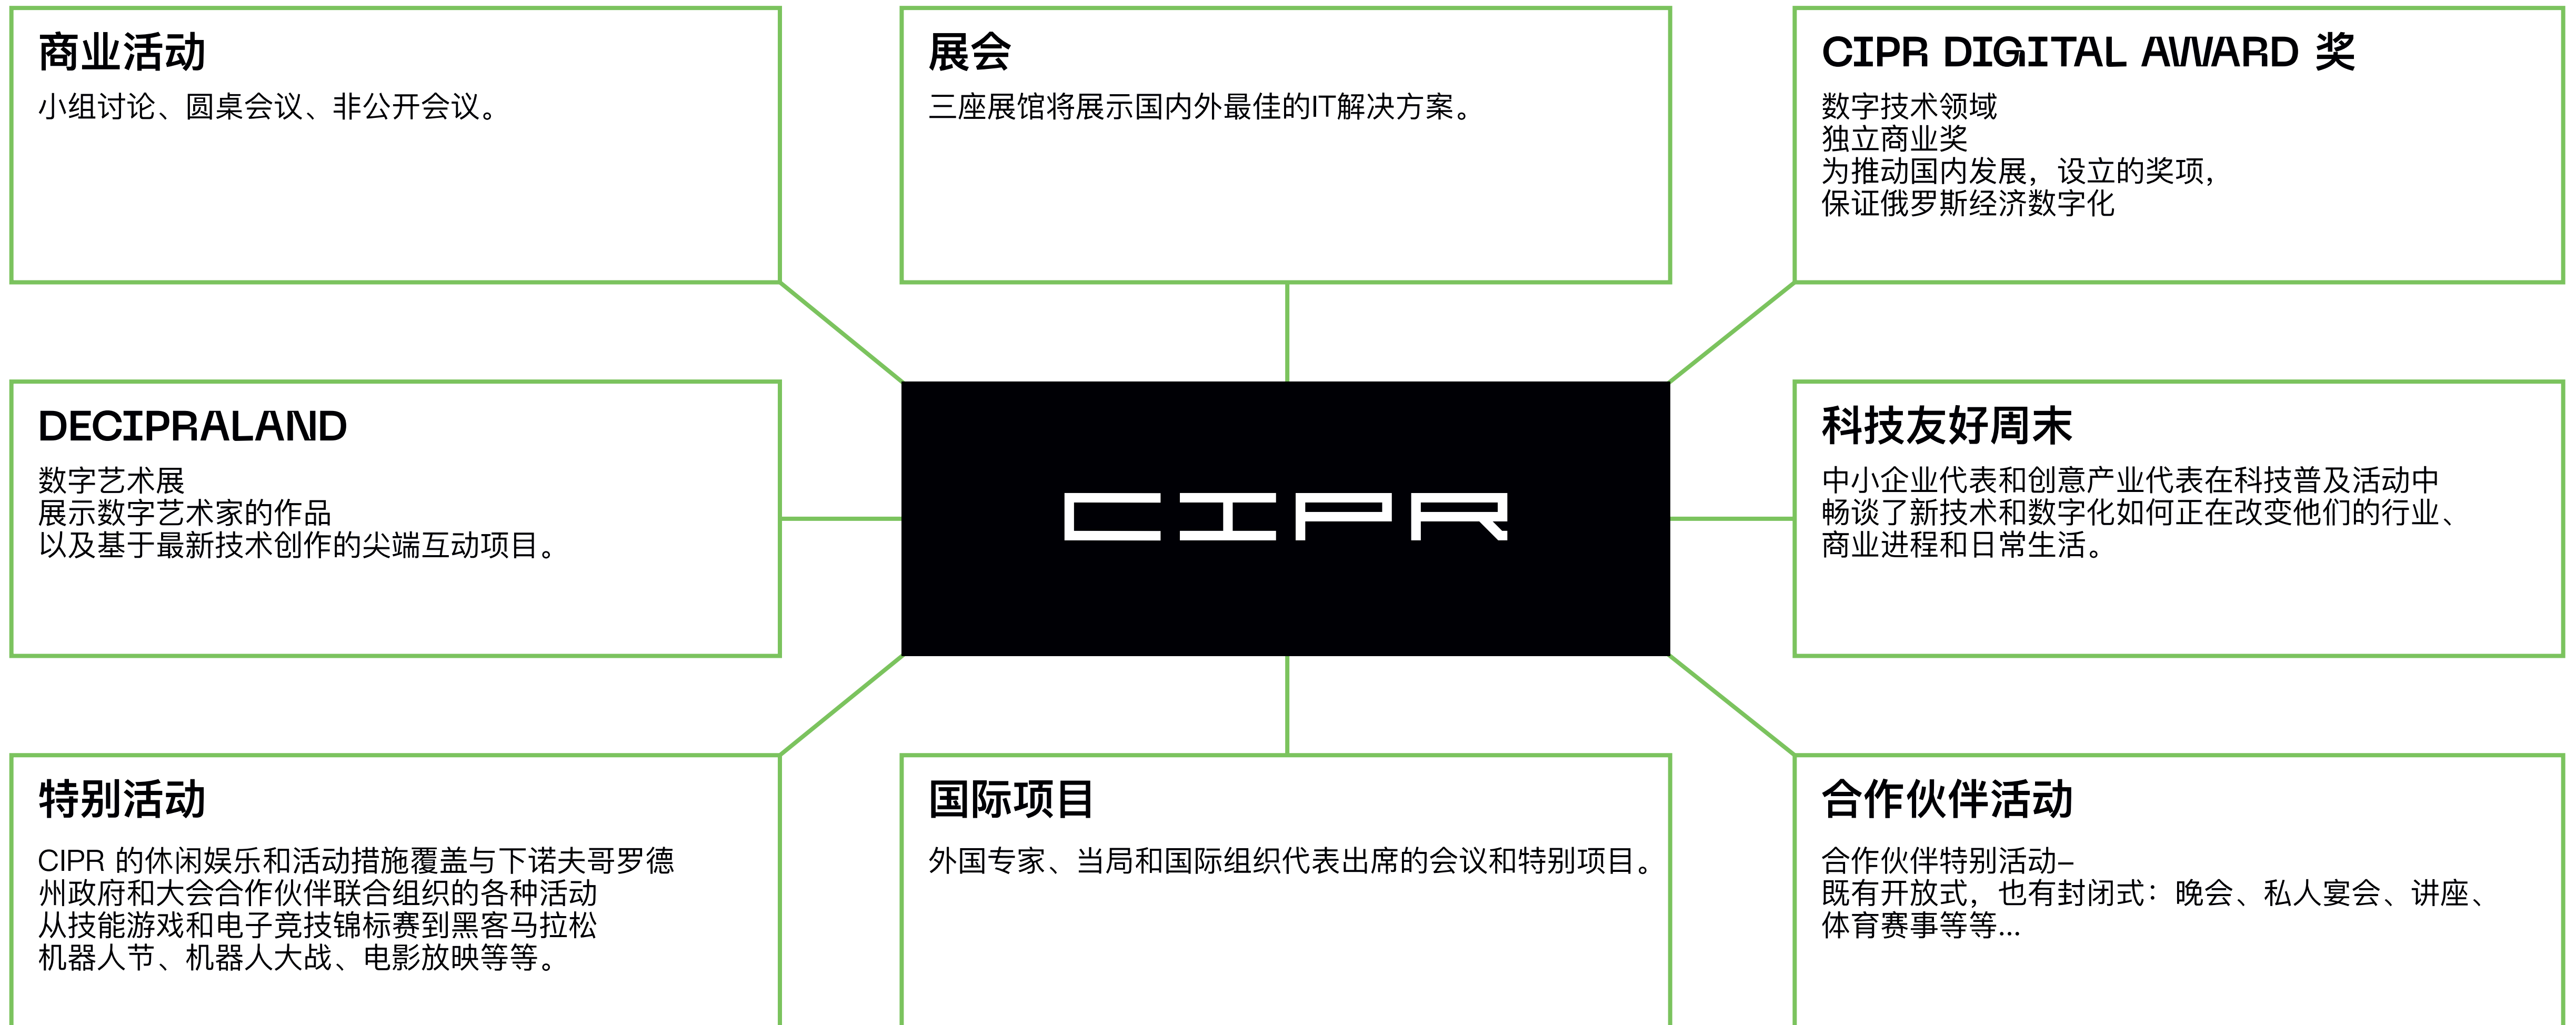 商业活动
小组讨论、圆桌会议、非公开会议。
展会
三座展馆将展示国内外最佳的IT解决方案。
CIPR DIGITAL AWARD 奖
数字技术领域
独立商业奖
为推动国内发展，设立的奖项，
保证俄罗斯经济数字化
DECIPRALAND
数字艺术展
展示数字艺术家的作品
以及基于最新技术创作的尖端互动项目。
CIPR
科技友好周末
中小企业代表和创意产业代表在科技普及活动中
畅谈了新技术和数字化如何正在改变他们的行业、
商业进程和日常生活。
特别活动
CIPR 的休闲娱乐和活动措施覆盖与下诺夫哥罗德
州政府和大会合作伙伴联合组织的各种活动
从技能游戏和电子竞技锦标赛到黑客马拉松
机器人节、机器人大战、电影放映等等。
国际项目
外国专家、当局和国际组织代表出席的会议和特别项目。
合作伙伴活动
合作伙伴特别活动–
既有开放式，也有封闭式：晚会、私人宴会、讲座、
体育赛事等等...